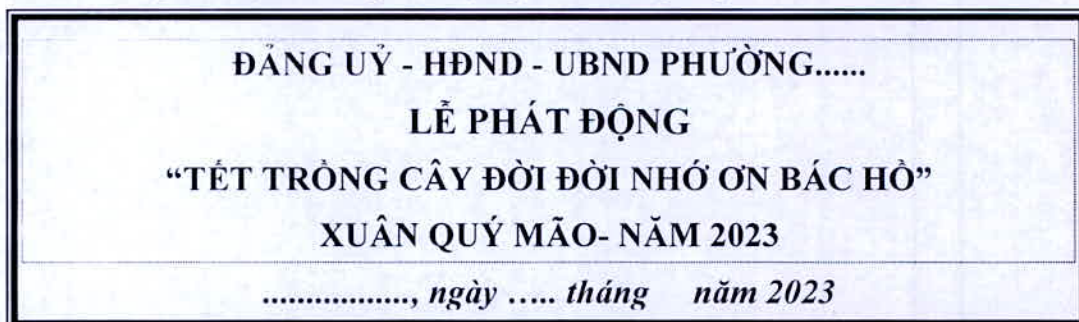 ĐẢNG UỶ - HĐND - UBND PHƯỜNG......
LỄ PHÁT ĐỘNG
“TẾT TRỒNG CÂY ĐỜI ĐỜI NHỚ ƠN BÁC HỒ”
XUÂN QUÝ MÃO- NĂM 2023
................., ngày ..... tháng    năm 2023